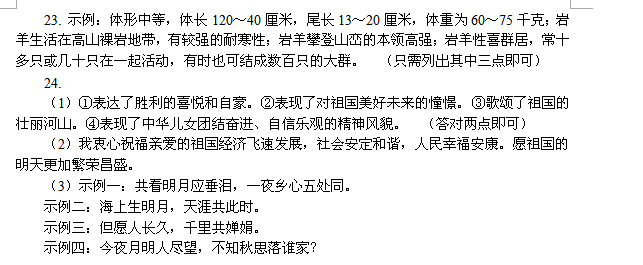 23. 示例：体形中等，体长 120～40 厘米，尾长 13～20 厘米，体重为 60～75 千克；岩
羊生活在高山裸岩地带，有较强的耐寒性；岩羊攀登山峦的本领高强；岩羊性喜群居，常十
多只或几十只在一起活动，有时也可结成数百只的大群。 （只需列出其中三点即可）
24.
（1）①表达了胜利的喜悦和自豪。②表现了对祖国美好未来的憧憬。③歌颂了祖国的
壮丽河山。④表现了中华儿女团结奋进、自信乐观的精神风貌。 （答对两点即可）
（2）我衷心祝福亲爱的祖国经济飞速发展，社会安定和谐，人民幸福安康。愿祖国的
明天更加繁荣昌盛。
（3）示例一：共看明月应垂泪，一夜乡心五处同。
示例二：海上生明月，天涯共此时。
示例三：但愿人长久，千里共婵娟。
示例四：今夜月明人尽望，不知秋思落谁家？